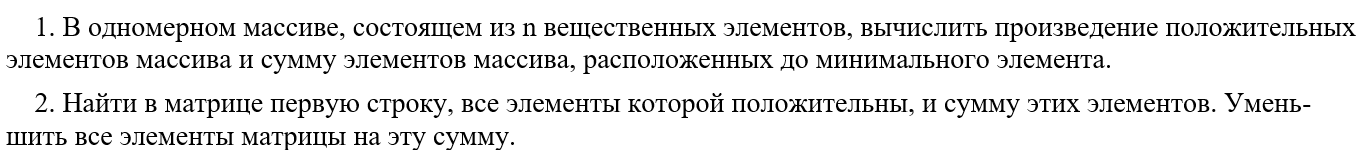 1. В одномерном массиве, состоящем из n вещественных элементов, вычислить произведение положительных
элементов массива и сумму элементов массива, расположенных до минимального элемента.
2. Найти в матрице первую строку, все элементы которой положительны, и сумму этих элементов. Умень-
шить все элементы матрицы на эту сумму.